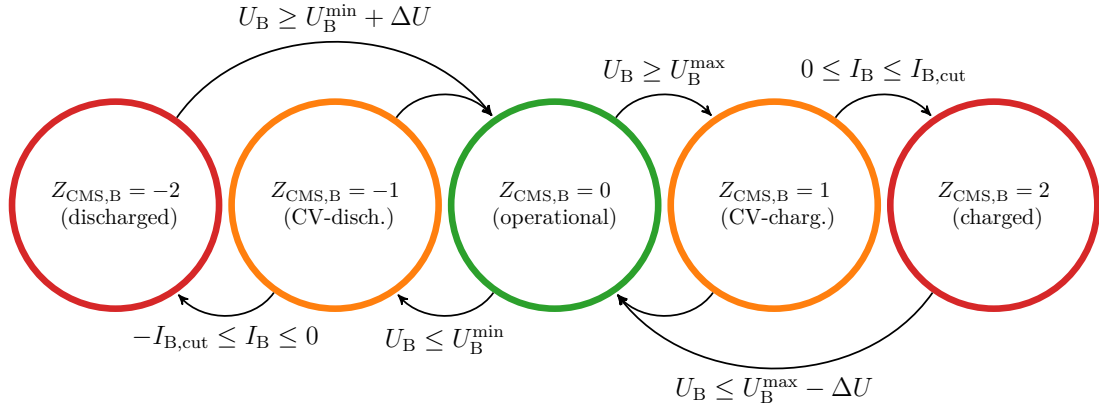 U_B ≥ U_B^min + ΔU
U_B ≥ U_B^max
0 ≤ I_B ≤ I_B,cut
Z_CMS,B = −2
(discharged)
Z_CMS,B = −1
(CV-disch.)
Z_CMS,B = 0
(operational)
Z_CMS,B = 1
(CV-charg.)
Z_CMS,B = 2
(charged)
−I_B,cut ≤ I_B ≤ 0
U_B ≤ U_B^min
U_B ≤ U_B^max − ΔU